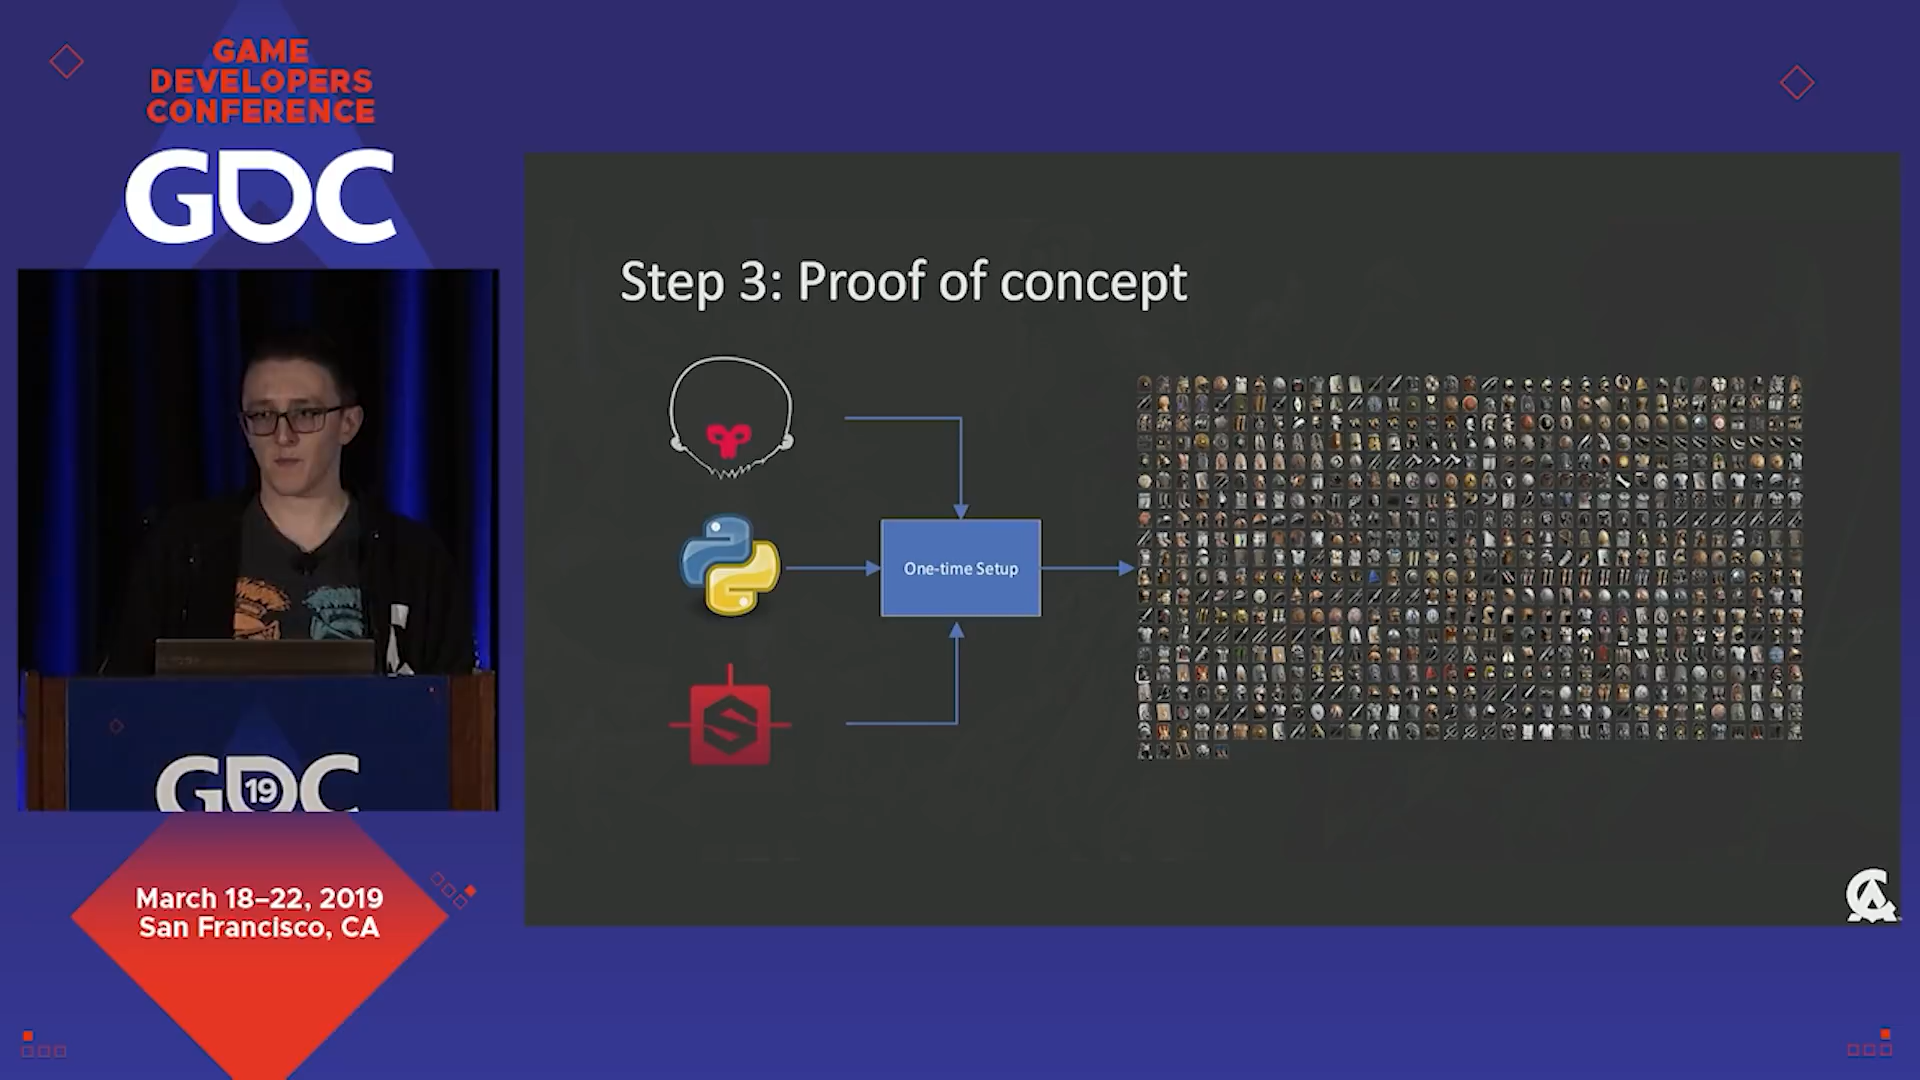 GAME
DEVELOPERS
CONFERENCE
GDC
Step 3: Proof of concept
One-time Setup
GDC
19
March 18–22, 2019
San Francisco, CA